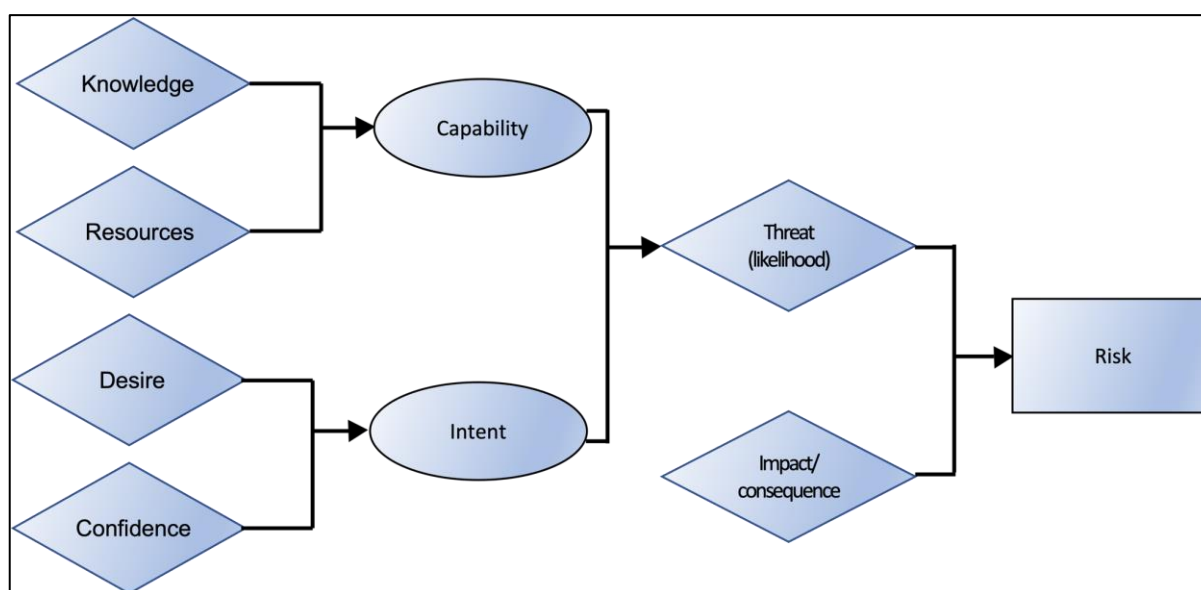 Knowledge
Capability
Resources
Threat
(likelihood)
Risk
Desire
Intent
Impact/
consequence
Confidence